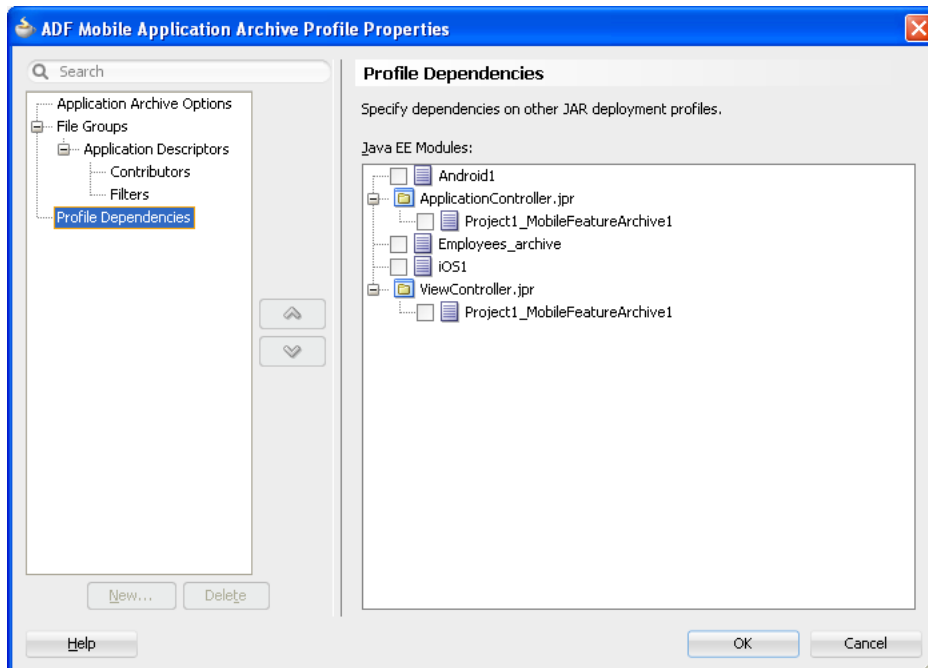 ADF Mobile Application Archive Profile Properties
Search
Application Archive Options
File Groups
Application Descriptors
Contributors
Filters
Profile Dependencies
New...
Delete
Profile Dependencies
Specify dependencies on other JAR deployment profiles.
Java EE Modules:
Android1
ApplicationController.jpr
Project1_MobileFeatureArchive1
Employees_archive
iOS1
ViewController.jpr
Project1_MobileFeatureArchive1
Help
OK
Cancel